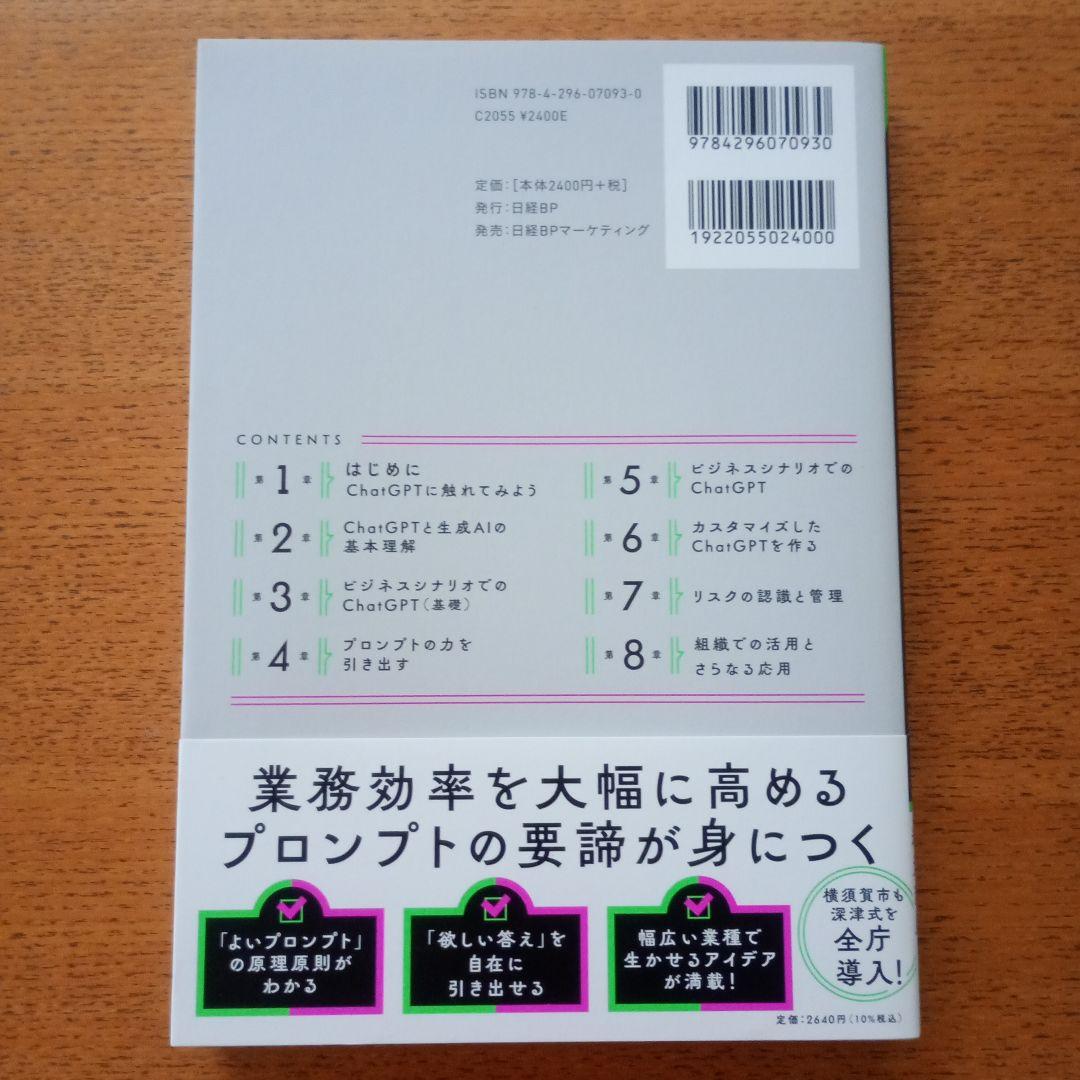 ISBN 978-4-296-07093-0
C2055 ¥2400E
9784296070930
定価：[本体2400円+税]
発行：日経BP
発売：日経BPマーケティング
1922055024000
CONTENTS
第1章 はじめに
ChatGPTに触れてみよう
第2章 ChatGPTと生成AIの
基本理解
第3章 ビジネスシナリオでの
ChatGPT（基礎）
第4章 プロンプトの力を
引き出す
第5章 ビジネスシナリオでの
ChatGPT
第6章 カスタマイズした
ChatGPTを作る
第7章 リスクの認識と管理
第8章 組織での活用と
さらなる応用
業務効率を大幅に高める
プロンプトの要諦が身につく
「よいプロンプト」
の原理原則が
わかる
「欲しい答え」を
自在に
引き出せる
幅広い業種で
生かせるアイデア
が満載！
横須賀市も
深津式を
全庁
導入！
定価：2640円（10%税込）